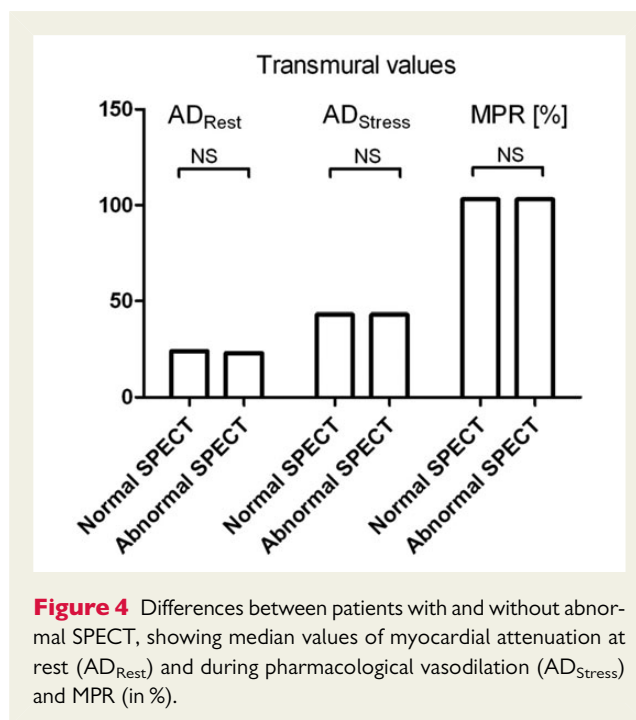 Transmural values
150
100
50
0
AD_Rest AD_Stress MPR [%]
NS NS NS
Normal SPECT
Abnormal SPECT
Normal SPECT
Abnormal SPECT
Normal SPECT
Abnormal SPECT
Figure 4 Differences between patients with and without abnor-
mal SPECT, showing median values of myocardial attenuation at
rest (AD_Rest) and during pharmacological vasodilation (AD_Stress)
and MPR (in %).